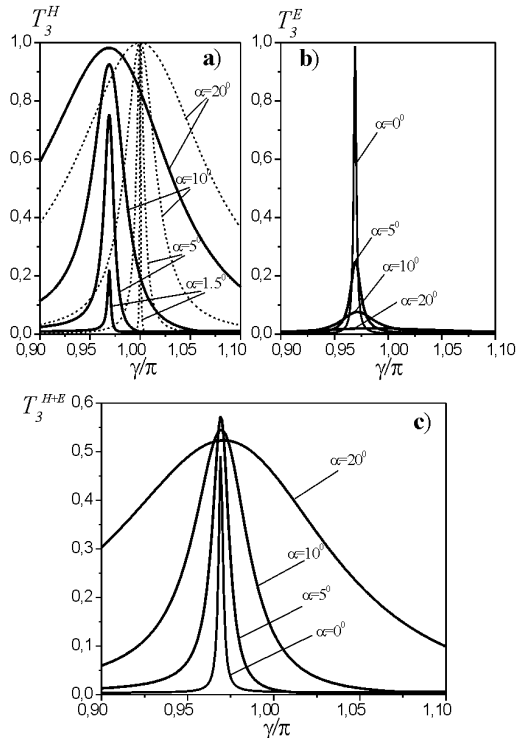 T₃ᴴ
T₃ᴱ
1,0
0,8
0,6
0,4
0,2
0,0
a)
α=20⁰
α=10⁰
α=5⁰
α=1.5⁰
0,90 0,95 1,00 1,05 1,10
γ/π
1,0
0,8
0,6
0,4
0,2
0,0
b)
α=0⁰
α=5⁰
α=10⁰
α=20⁰
0,90 0,95 1,00 1,05 1,10
γ/π
T₃ᴴ⁺ᴱ
0,6
0,5
0,4
0,3
0,2
0,1
0,0
c)
α=20⁰
α=10⁰
α=5⁰
α=0⁰
0,90 0,95 1,00 1,05 1,10
γ/π